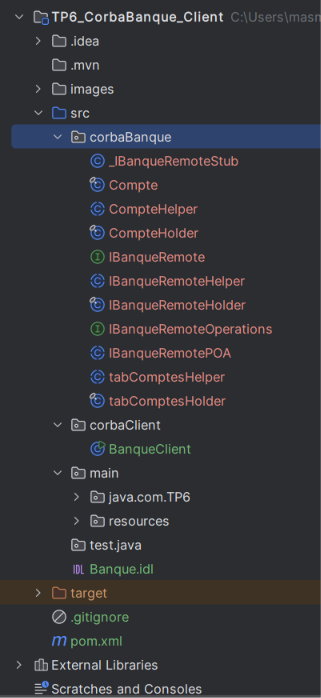 TP6_CorbaBanque_Client C:\Users\masm
.idea
.mvn
images
src
corbaBanque
_IBanqueRemoteStub
Compte
CompteHelper
CompteHolder
IBanqueRemote
IBanqueRemoteHelper
IBanqueRemoteHolder
IBanqueRemoteOperations
IBanqueRemotePOA
tabComptesHelper
tabComptesHolder
corbaClient
BanqueClient
main
java.com.TP6
resources
test.java
IDL Banque.idl
target
.gitignore
m pom.xml
External Libraries
Scratches and Consoles